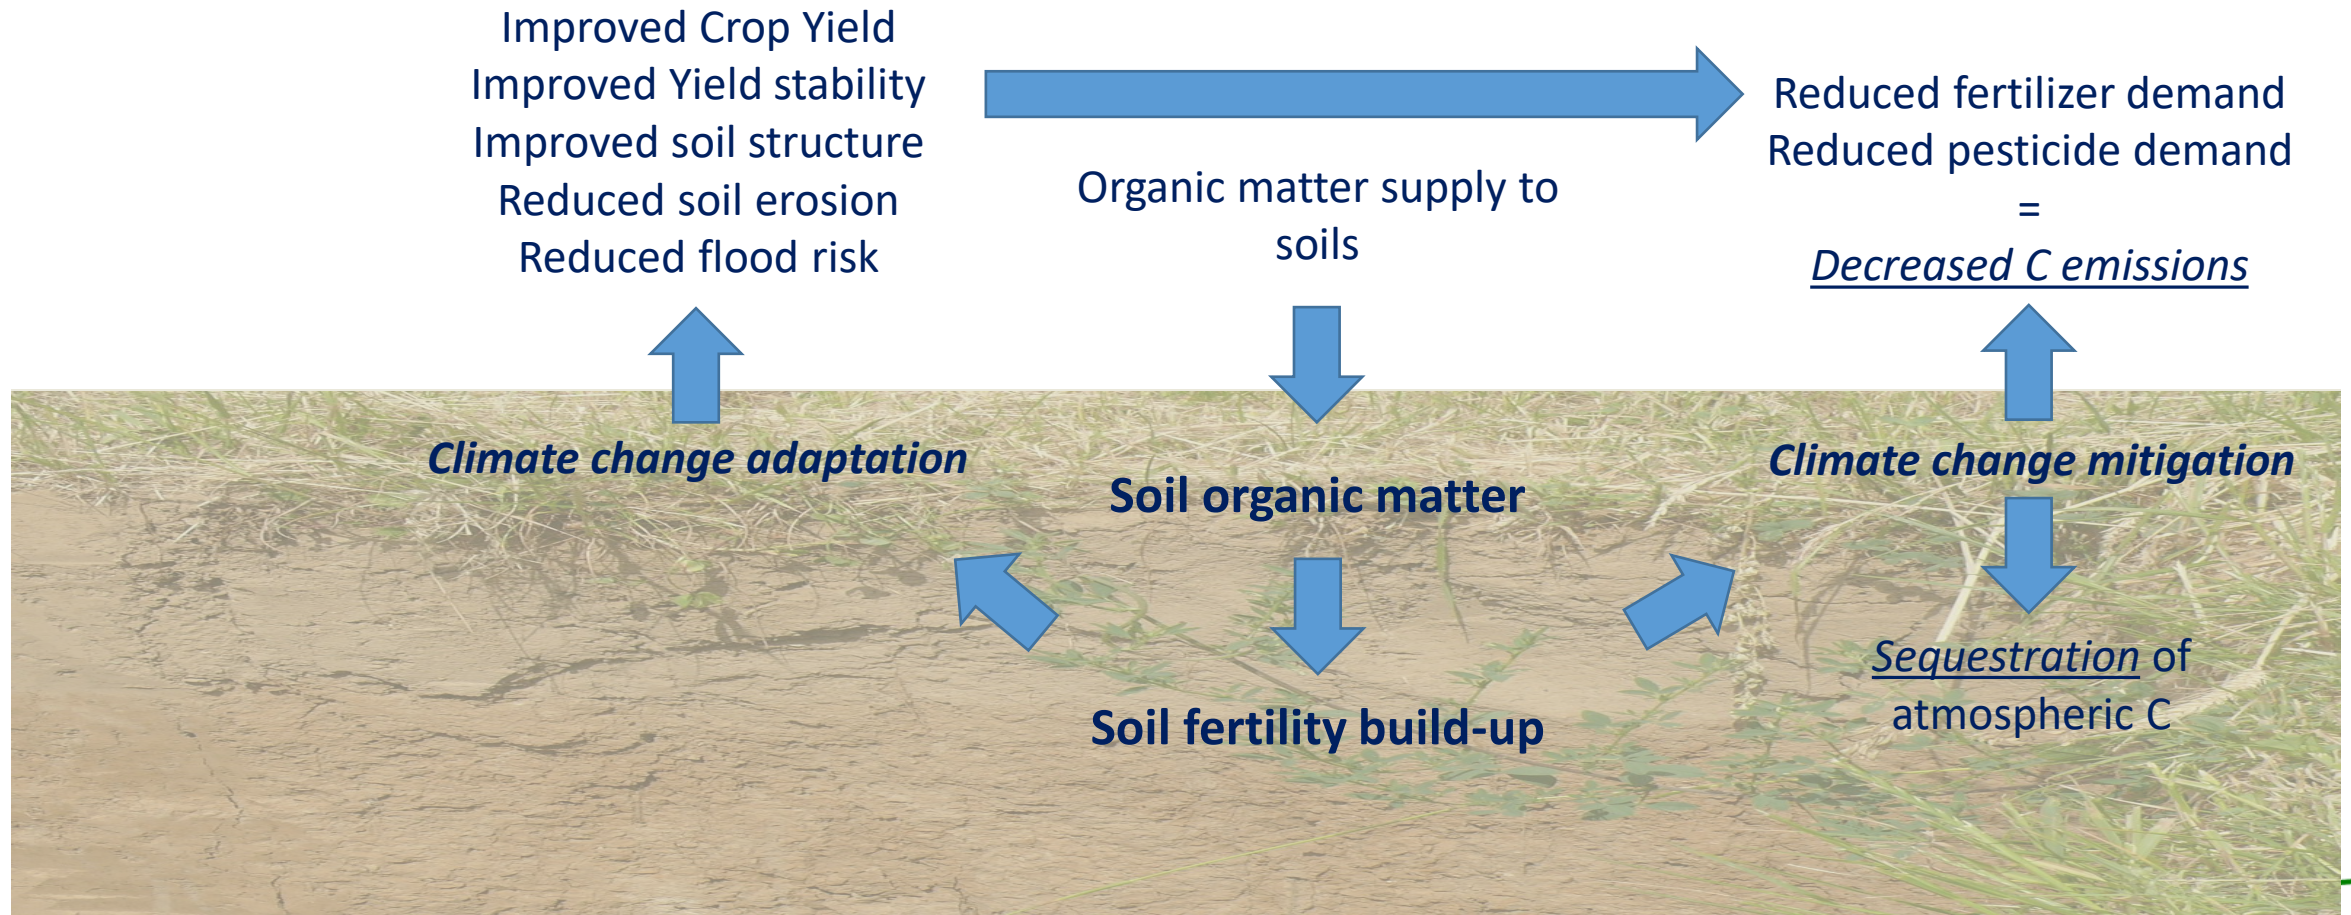 Improved Crop Yield
Improved Yield stability
Improved soil structure
Reduced soil erosion
Reduced flood risk
Organic matter supply to
soils
Reduced fertilizer demand
Reduced pesticide demand
=
Decreased C emissions
Climate change adaptation
Soil organic matter
Climate change mitigation
Soil fertility build-up
Sequestration of
atmospheric C